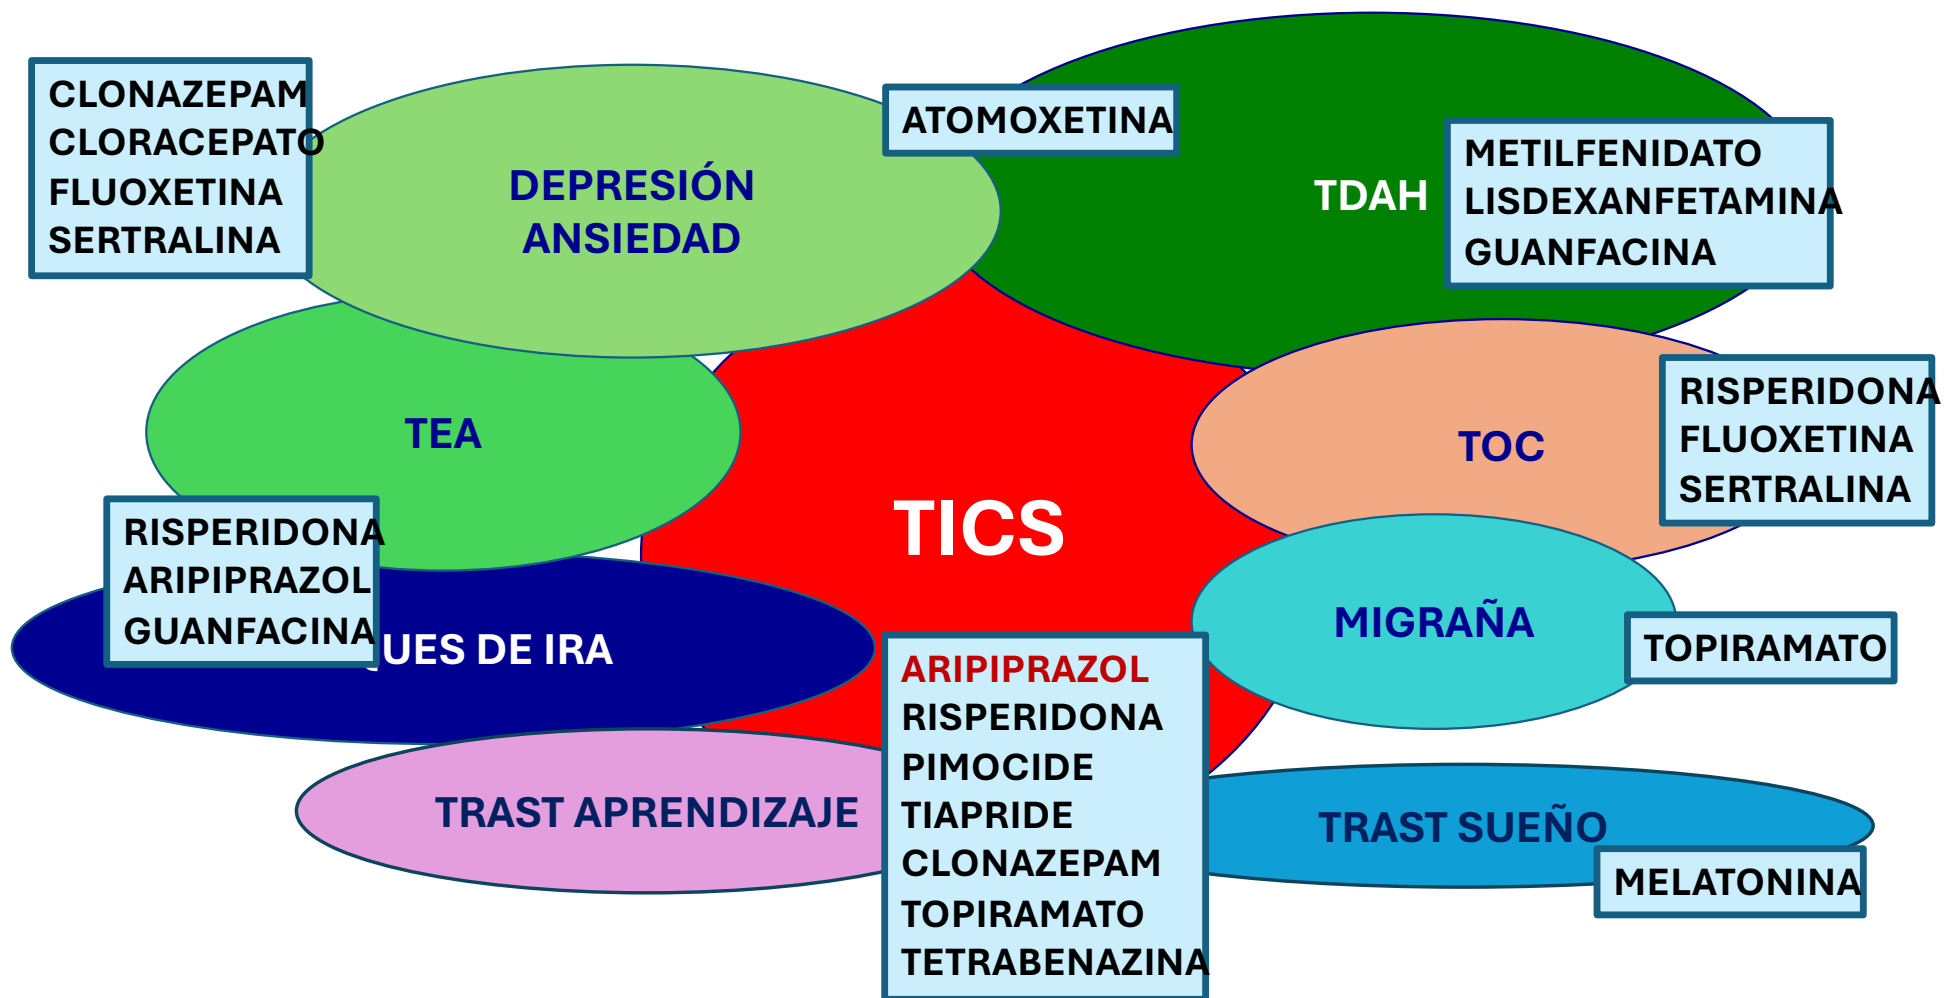 CLONAZEPAM
CLORACEPATO
FLUOXETINA
SERTRALINA
DEPRESIÓN
ANSIEDAD
ATOMOXETINA
TDAH
METILFENIDATO
LISDEXANFETAMINA
GUANFACINA
TEA
TICS
TOC
RISPERIDONA
FLUOXETINA
SERTRALINA
RISPERIDONA
ARIPIPRAZOL
GUANFACINA
DE IRA
MIGRAÑA
TOPIRAMATO
ARIPIPRAZOL
RISPERIDONA
PIMOCIDE
TIAPRIDE
CLONAZEPAM
TOPIRAMATO
TETRABENAZINA
TRAST APRENDIZAJE
TRAST SUEÑO
MELATONINA